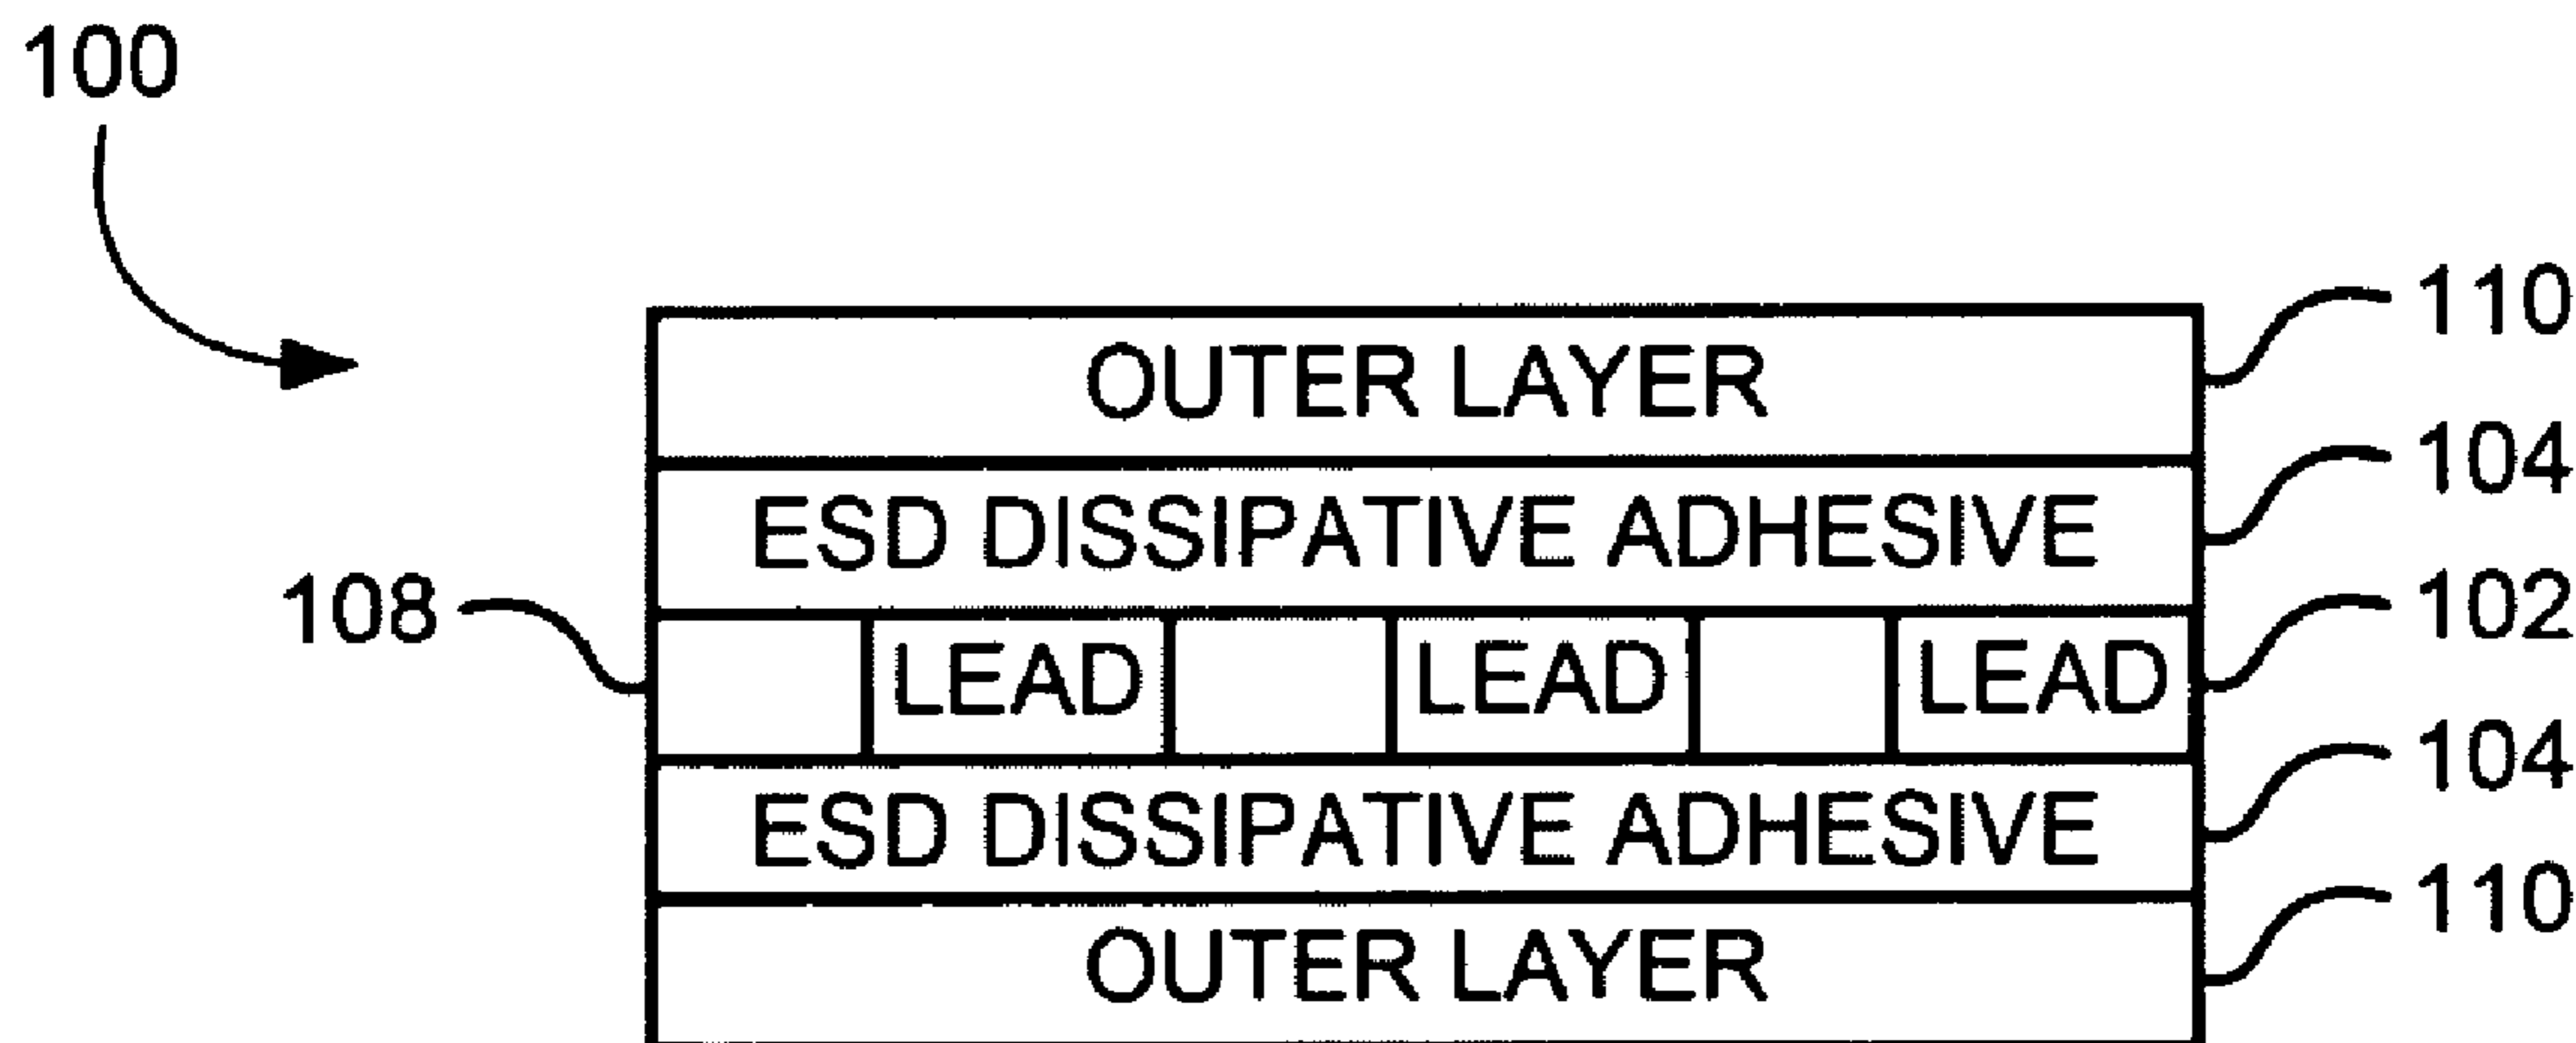 100
OUTER LAYER 110
ESD DISSIPATIVE ADHESIVE 104
108 LEAD LEAD LEAD 102
ESD DISSIPATIVE ADHESIVE 104
OUTER LAYER 110